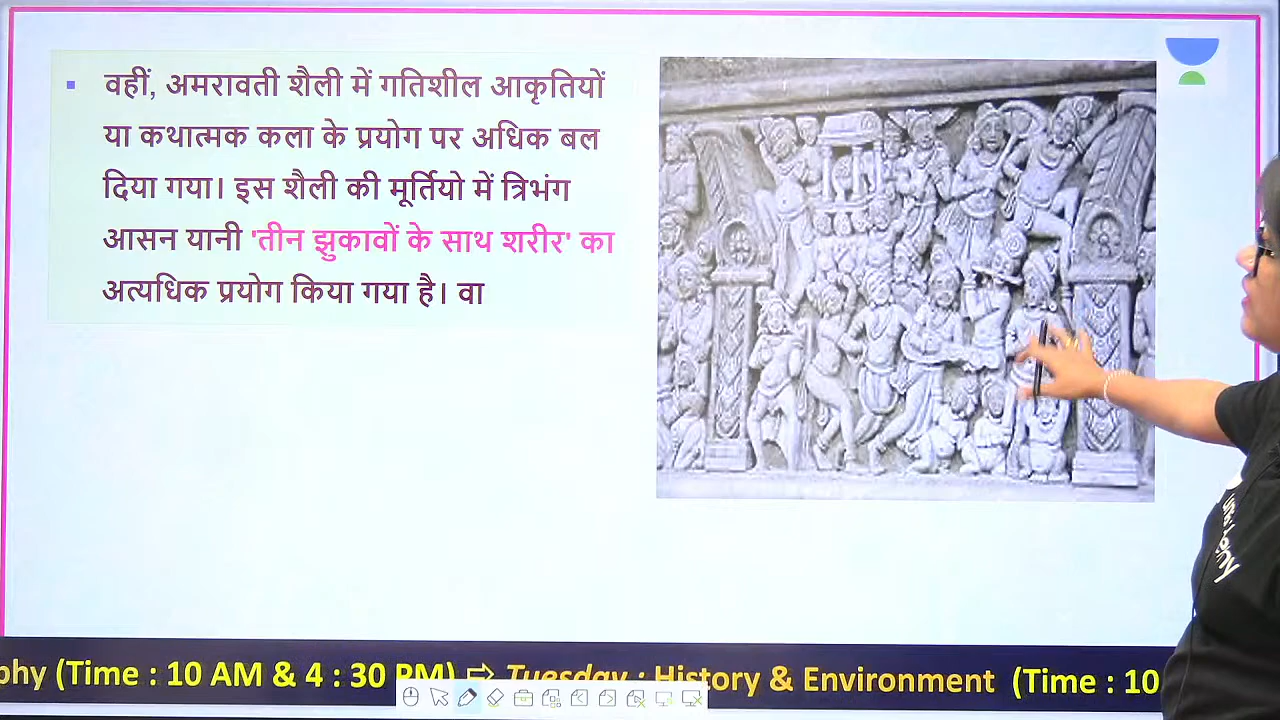 वहीं, अमरावती शैली में गतिशील आकृतियों
या कथात्मक कला के प्रयोग पर अधिक बल
दिया गया। इस शैली की मूर्तियो में त्रिभंग
आसन यानी 'तीन झुकावों के साथ शरीर' का
अत्यधिक प्रयोग किया गया है। वा
phy (Time : 10 AM & 4 : 30 PM) ⇨ Tuesday : History & Environment (Time : 10